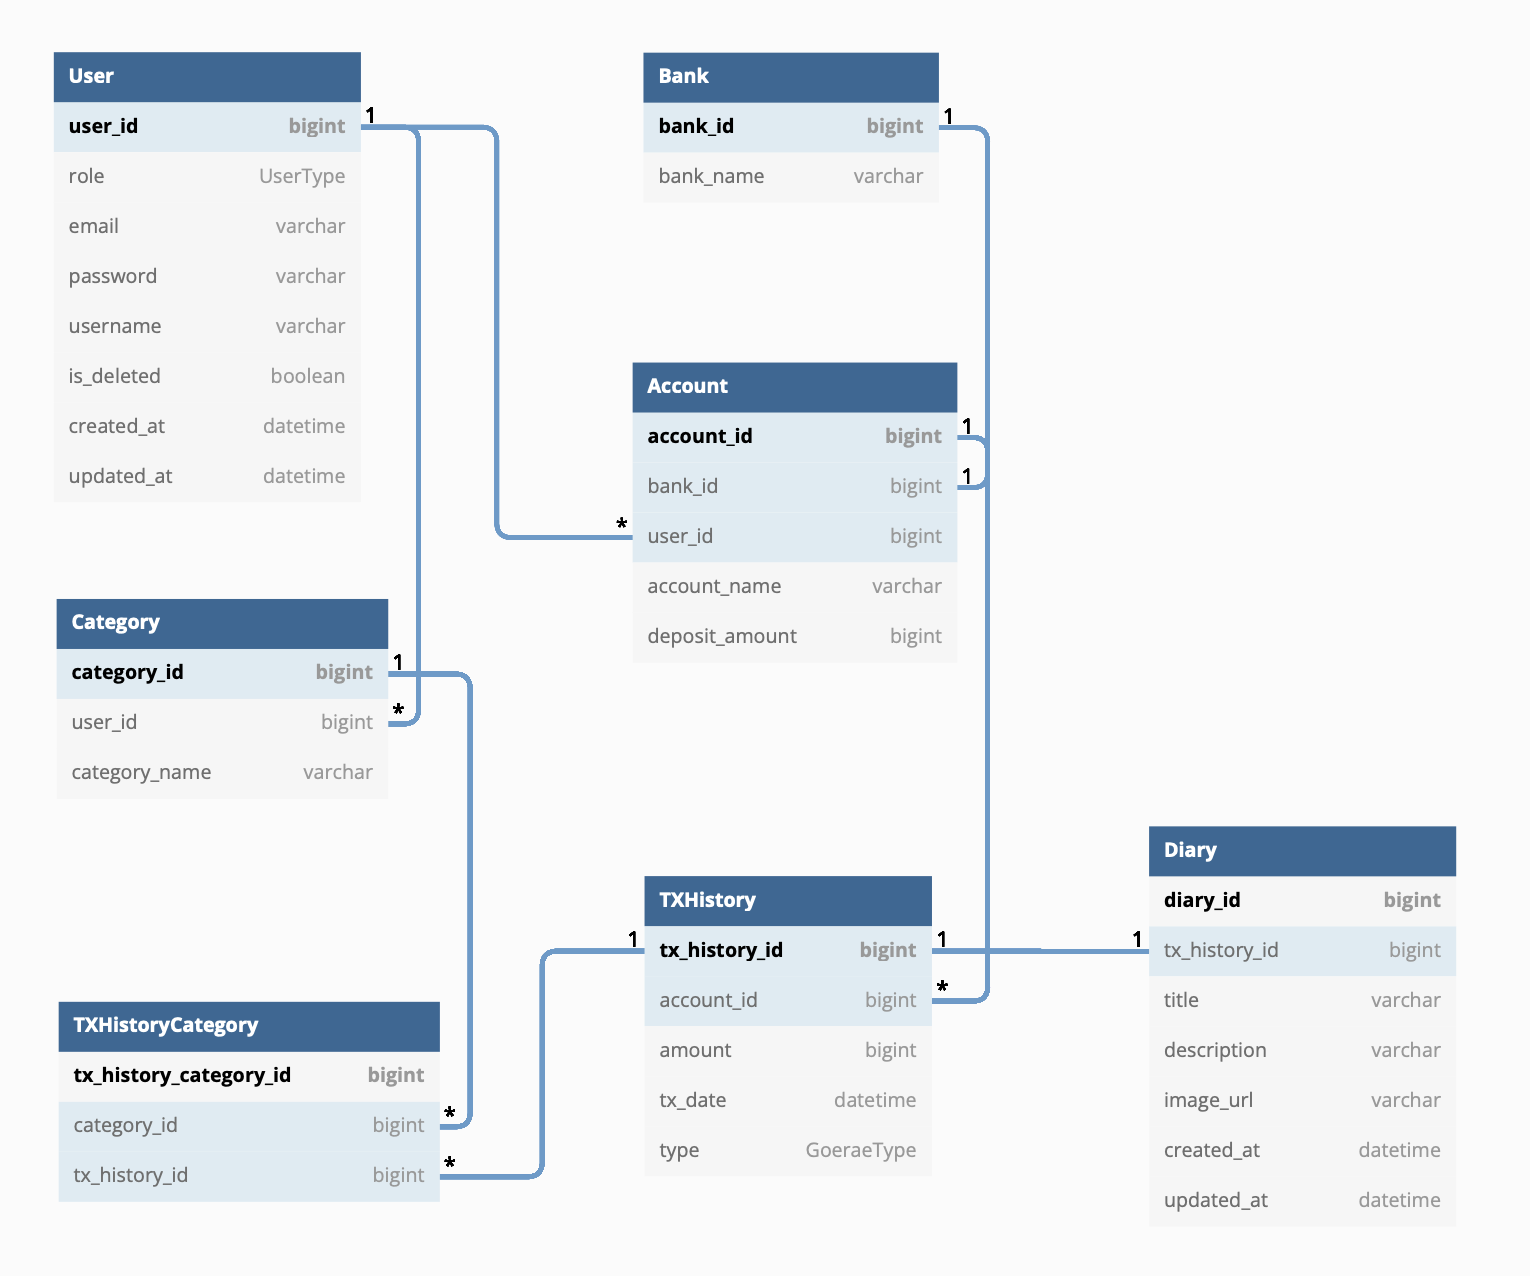 User
user_id bigint
role UserType
email varchar
password varchar
username varchar
is_deleted boolean
created_at datetime
updated_at datetime
1
Bank
bank_id bigint
bank_name varchar
1
Account
account_id bigint
bank_id bigint
user_id bigint
account_name varchar
deposit_amount bigint
1
1
*
Category
category_id bigint
user_id bigint
category_name varchar
1
*
TXHistory
tx_history_id bigint
account_id bigint
amount bigint
tx_date datetime
type GoeraeType
1
1
*
Diary
diary_id bigint
tx_history_id bigint
title varchar
description varchar
image_url varchar
created_at datetime
updated_at datetime
1
TXHistoryCategory
tx_history_category_id bigint
category_id bigint
tx_history_id bigint
*
*